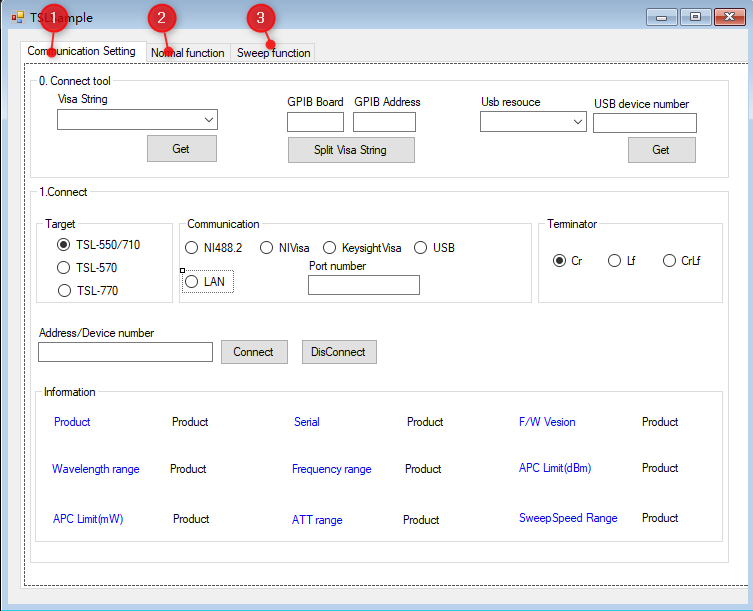 1 2 3
TSLSample
Communication Setting Normal function Sweep function
0. Connect tool
Visa String GPIB Board GPIB Address Usb resouce USB device number
Get Split Visa String Get
1.Connect
Target Communication Terminator
TSL-550/710 NI488.2 NIVisa KeysightVisa USB Cr Lf CrLf
TSL-570 Port number
LAN
TSL-770
Address/Device number
Connect DisConnect
Information
Product Product Serial Product F/W Vesion Product
Wavelength range Product Frequency range Product APC Limit(dBm) Product
APC Limit(mW) Product ATT range Product SweepSpeed Range Product